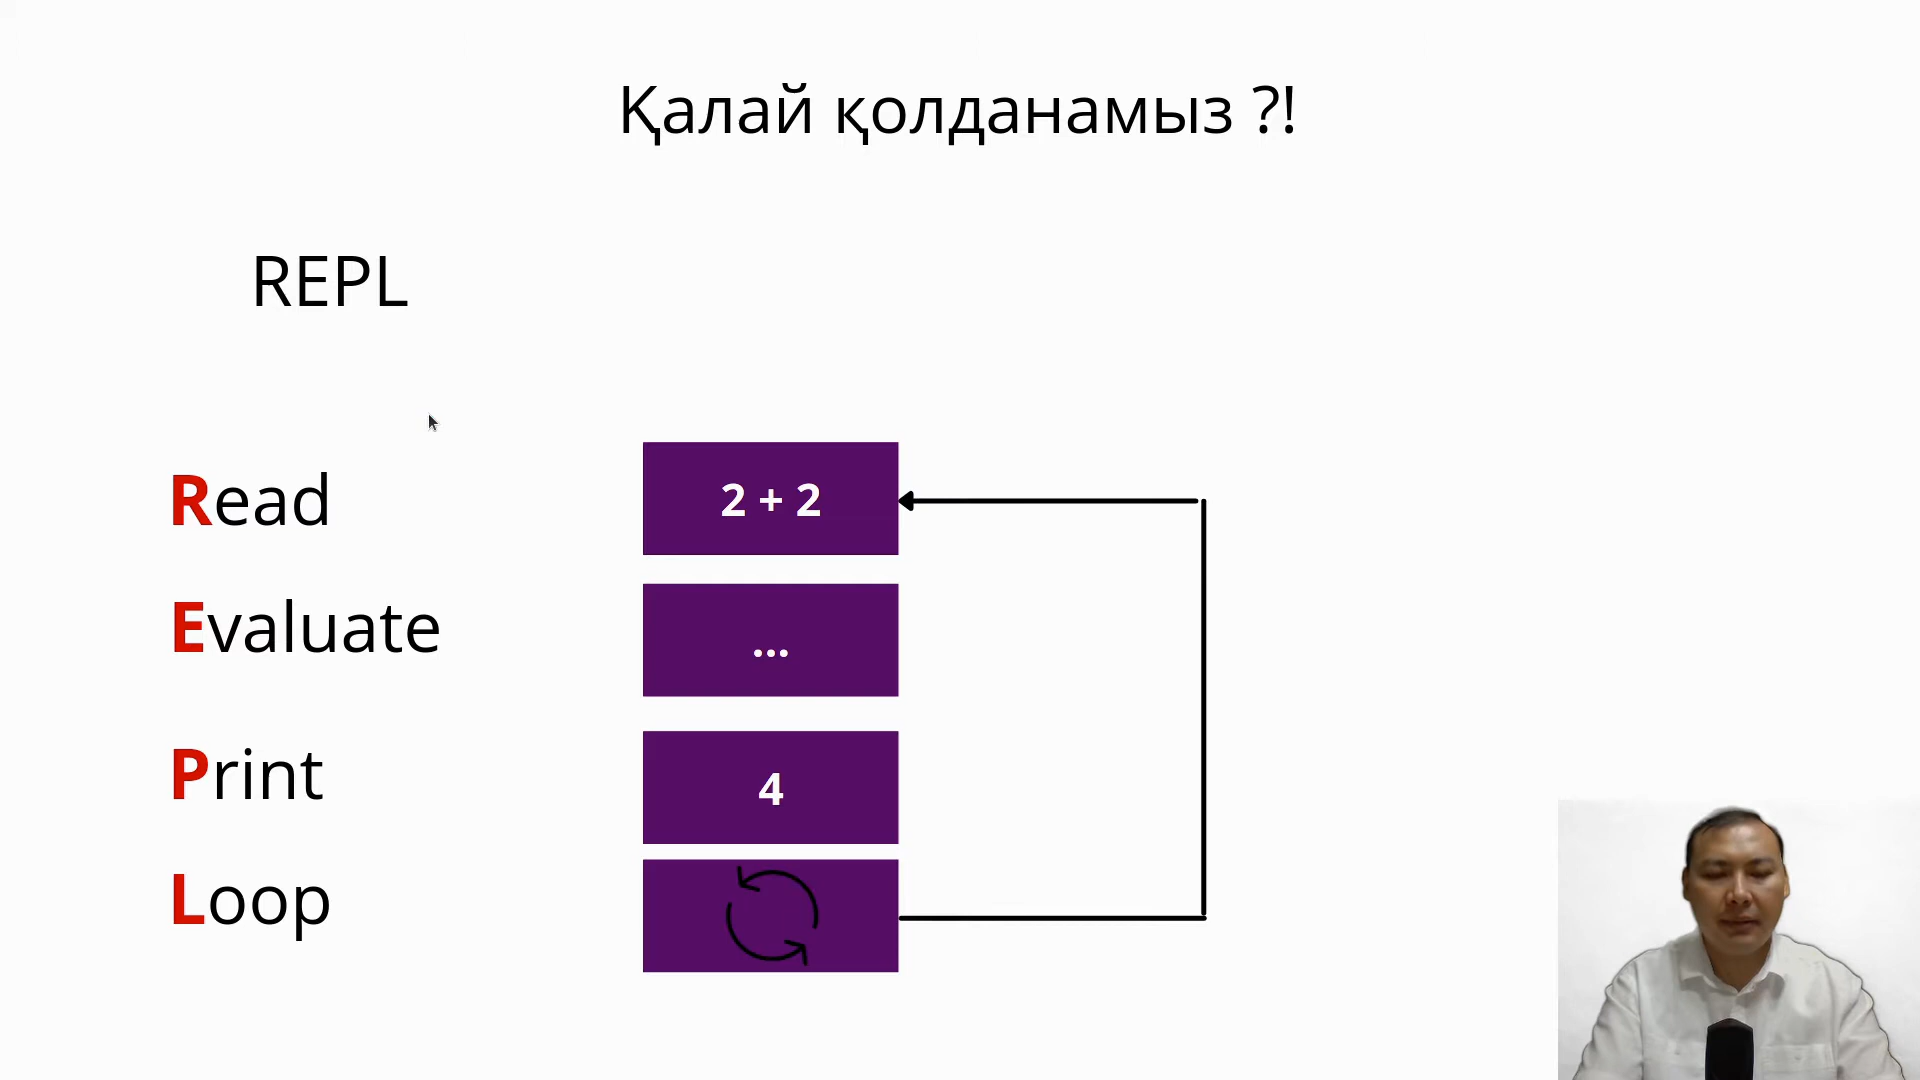 Қалай қолданамыз ?!
REPL
Read
2 + 2
Evaluate
...
Print
4
Loop